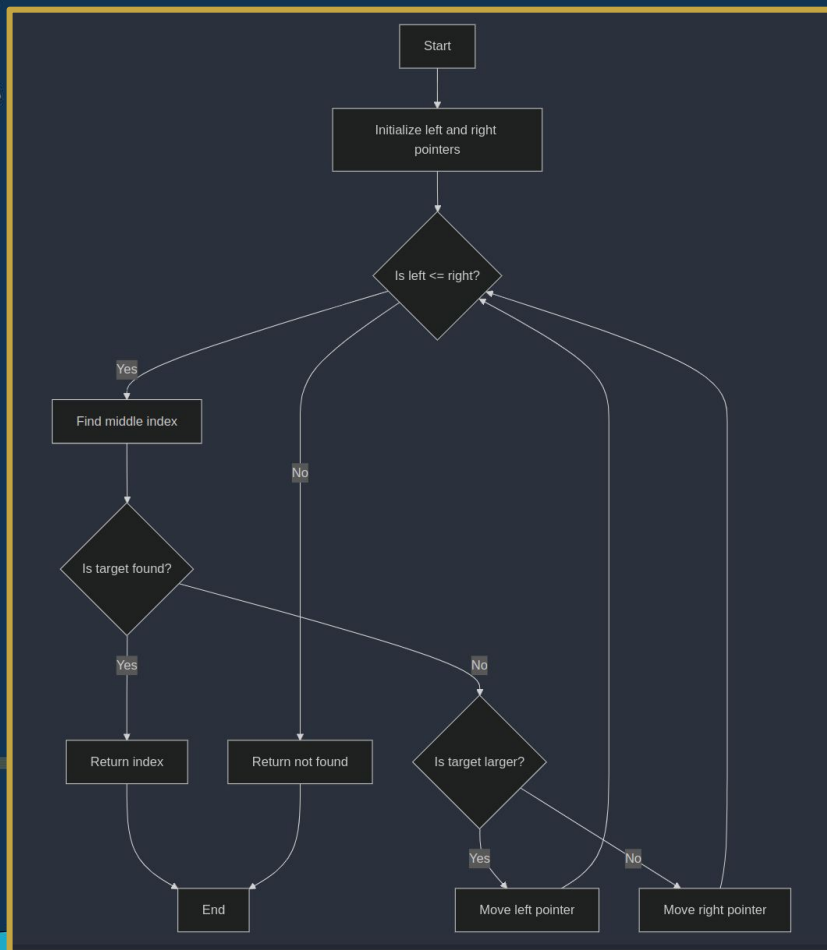 Start
Initialize left and right
pointers
Is left <= right?
Yes
Find middle index
No
Is target found?
Yes
No
Return index
Return not found
Is target larger?
Yes
No
End
Move left pointer
Move right pointer